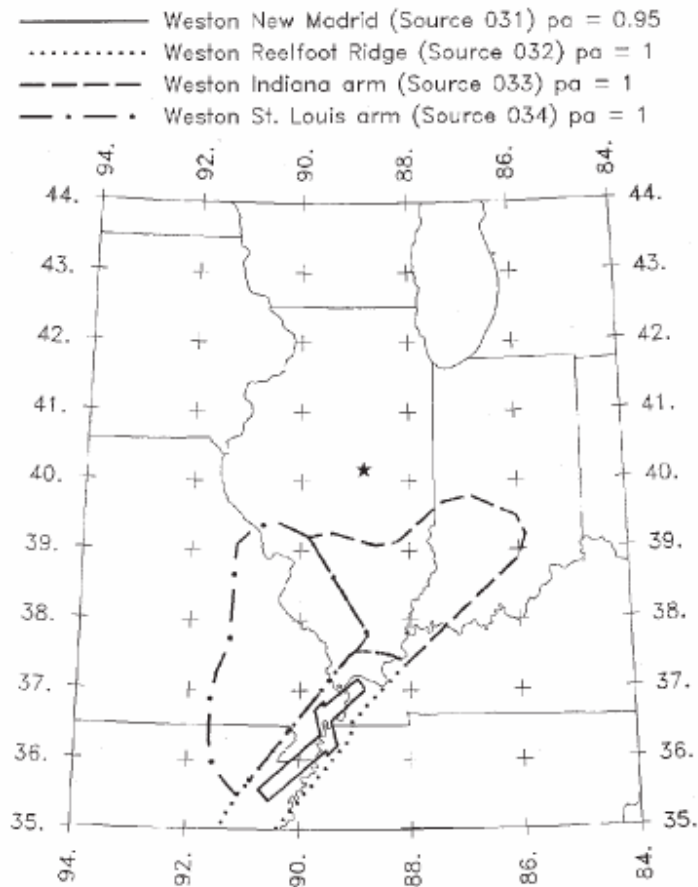 Weston New Madrid (Source 031) pa = 0.95
Weston Reelfoot Ridge (Source 032) pa = 1
Weston Indiana arm (Source 033) pa = 1
Weston St. Louis arm (Source 034) pa = 1
94. 92. 90. 88. 86. 84.
44. 44.
43. 43.
42. 42.
41. 41.
40. 40.
39. 39.
38. 38.
37. 37.
36. 36.
35. 35.
94. 92. 90. 88. 86. 84.